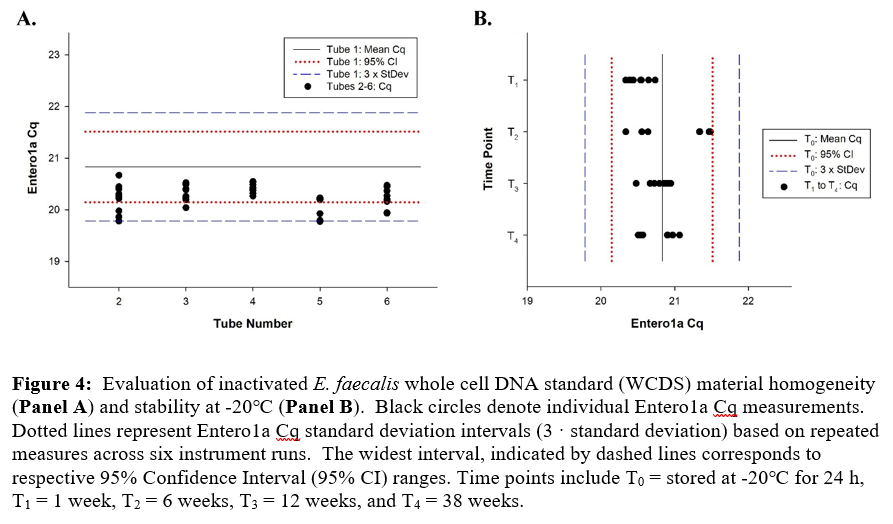 A.
23
22
21
20
19
Entero1a Cq
Tube 1: Mean Cq
Tube 1: 95% CI
Tube 1: 3 x StDev
Tubes 2-6: Cq
2 3 4 5 6
Tube Number
B.
Time Point
T1
T2
T3
T4
T0: Mean Cq
T0: 95% CI
T0: 3 x StDev
T1 to T4: Cq
19 20 21 22
Entero1a Cq
Figure 4: Evaluation of inactivated E. faecalis whole cell DNA standard (WCDS) material homogeneity
(Panel A) and stability at -20°C (Panel B). Black circles denote individual Entero1a Cq measurements.
Dotted lines represent Entero1a Cq standard deviation intervals (3 · standard deviation) based on repeated
measures across six instrument runs. The widest interval, indicated by dashed lines corresponds to
respective 95% Confidence Interval (95% CI) ranges. Time points include T0 = stored at -20°C for 24 h,
T1 = 1 week, T2 = 6 weeks, T3 = 12 weeks, and T4 = 38 weeks.